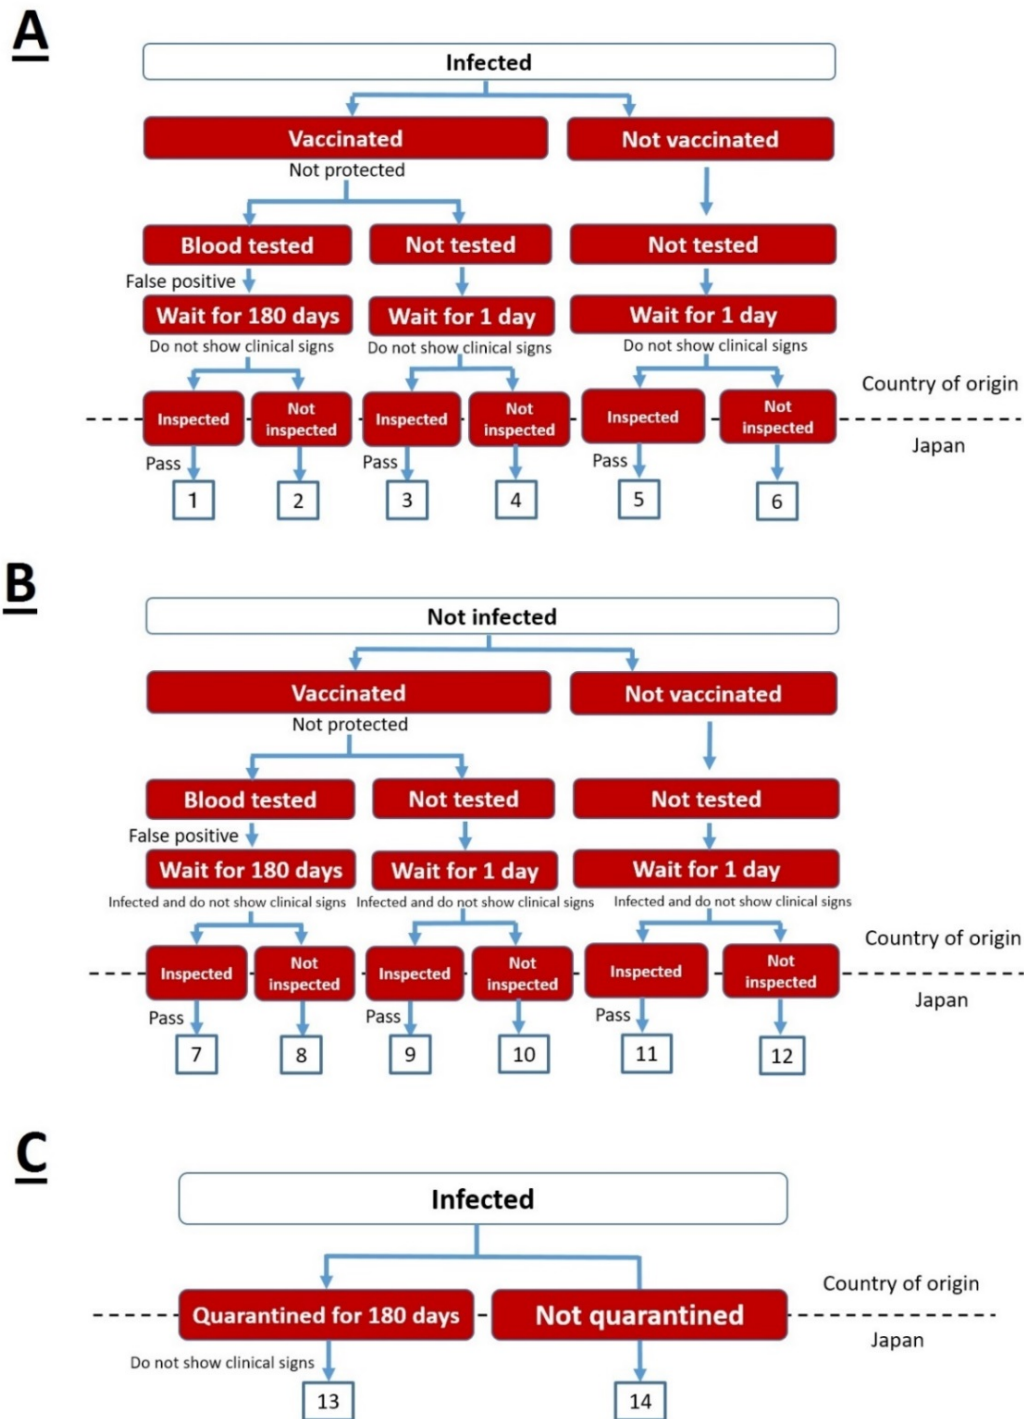 A
Infected
Vaccinated
Not vaccinated
Not protected
Blood tested
Not tested
Not tested
False positive
Wait for 180 days
Wait for 1 day
Wait for 1 day
Do not show clinical signs
Do not show clinical signs
Do not show clinical signs
Country of origin
Inspected
Not
inspected
Inspected
Not
inspected
Inspected
Not
inspected
Japan
Pass
Pass
Pass
1
2
3
4
5
6
B
Not infected
Vaccinated
Not vaccinated
Not protected
Blood tested
Not tested
Not tested
False positive
Wait for 180 days
Wait for 1 day
Wait for 1 day
Infected and do not show clinical signs
Infected and do not show clinical signs
Infected and do not show clinical signs
Country of origin
Inspected
Not
inspected
Inspected
Not
inspected
Inspected
Not
inspected
Japan
Pass
Pass
Pass
7
8
9
10
11
12
C
Infected
Country of origin
Quarantined for 180 days
Not quarantined
Japan
Do not show clinical signs
13
14